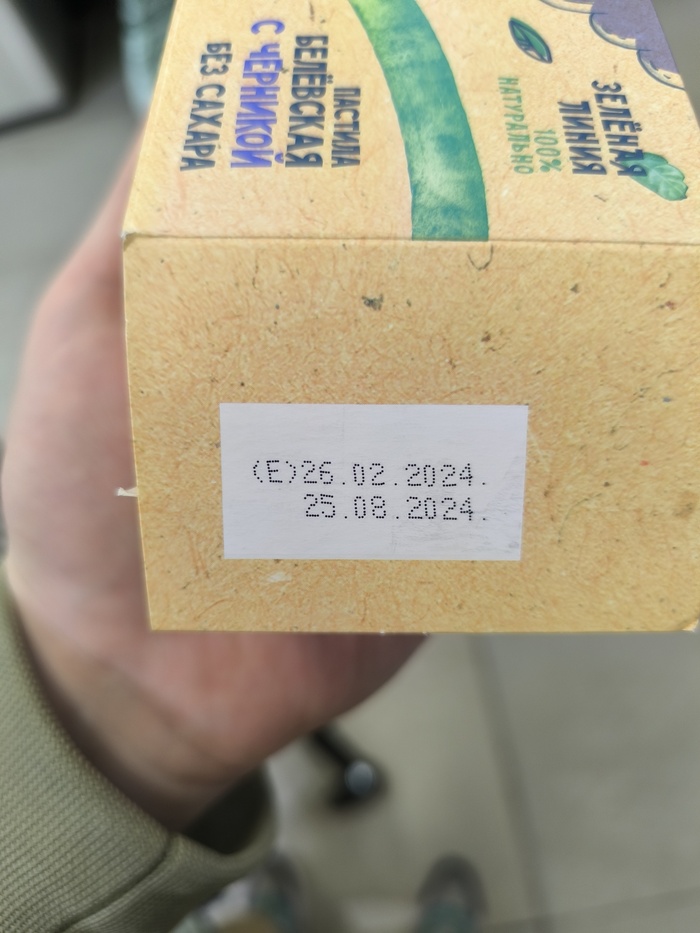 ПАСТИЛА
БЕЛЁВСКАЯ
С ЧЕРНИКОЙ
БЕЗ САХАРА
ЗЕЛЁНАЯ
ЛИНИЯ
100%
НАТУРАЛЬНО
(E)26.02.2024.
25.08.2024.